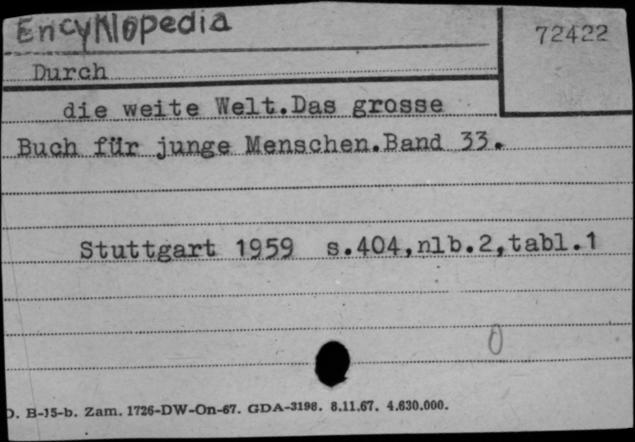 Encyklopedia
72422
Durch
die weite Welt.Das grosse
Buch für junge Menschen.Band 33.
Stuttgart 1959 s.404,nlb.2,tabl.1
0
D. B-15-b. Zam. 1726-DW-On-67. GDA-3198. 8.11.67. 4.630.000.